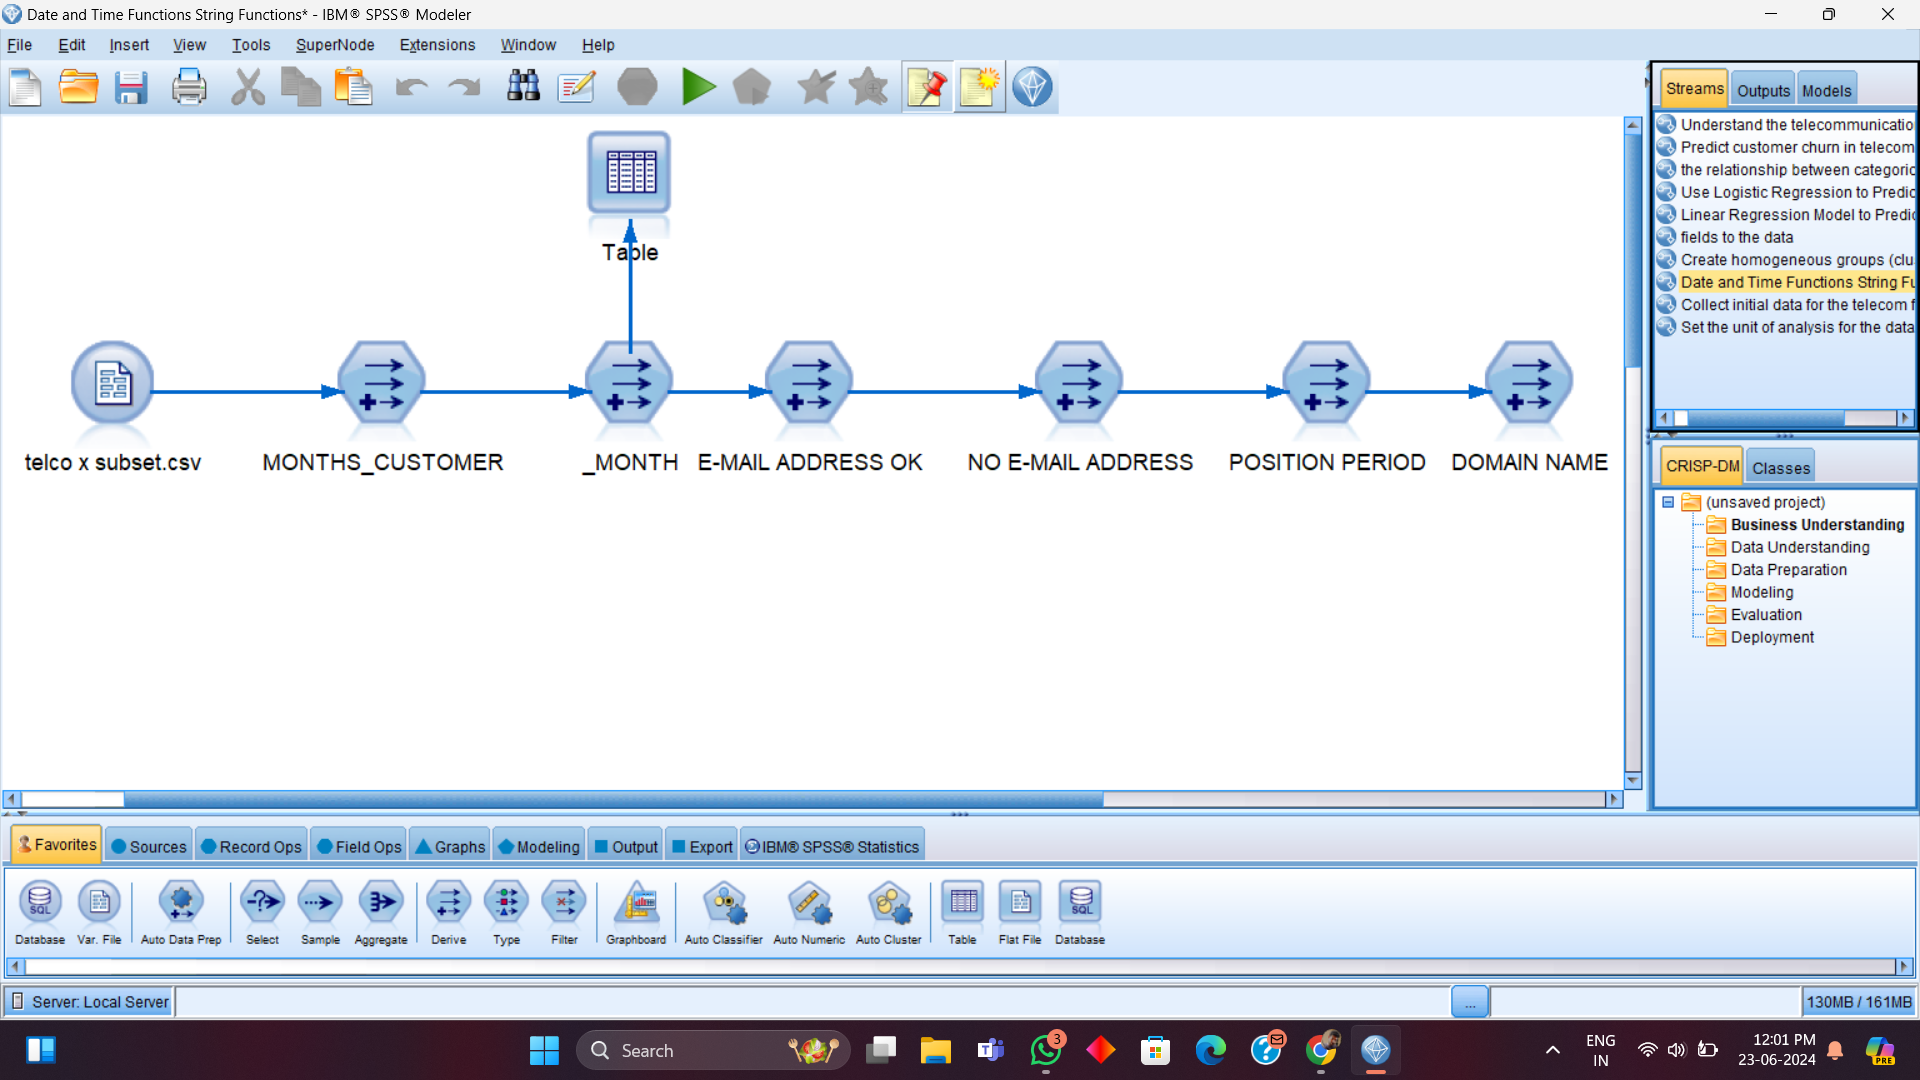 Date and Time Functions String Functions* - IBM® SPSS® Modeler
File Edit Insert View Tools SuperNode Extensions Window Help
Streams Outputs Models
Understand the telecommunicatio
Predict customer churn in telecom
the relationship between categoric
Use Logistic Regression to Predic
Linear Regression Model to Predic
fields to the data
Create homogeneous groups (clu
Date and Time Functions String Fu
Collect initial data for the telecom f
Set the unit of analysis for the data
Table
telco x subset.csv MONTHS_CUSTOMER _MONTH E-MAIL ADDRESS OK NO E-MAIL ADDRESS POSITION PERIOD DOMAIN NAME
CRISP-DM Classes
(unsaved project)
Business Understanding
Data Understanding
Data Preparation
Modeling
Evaluation
Deployment
Favorites Sources Record Ops Field Ops Graphs Modeling Output Export IBM® SPSS® Statistics
SQL SQL
Database Var. File Auto Data Prep Select Sample Aggregate Derive Type Filter Graphboard Auto Classifier Auto Numeric Auto Cluster Table Flat File Database
Server: Local Server ... 130MB / 161MB
Search 3 ENG IN 12:01 PM 23-06-2024 PRE